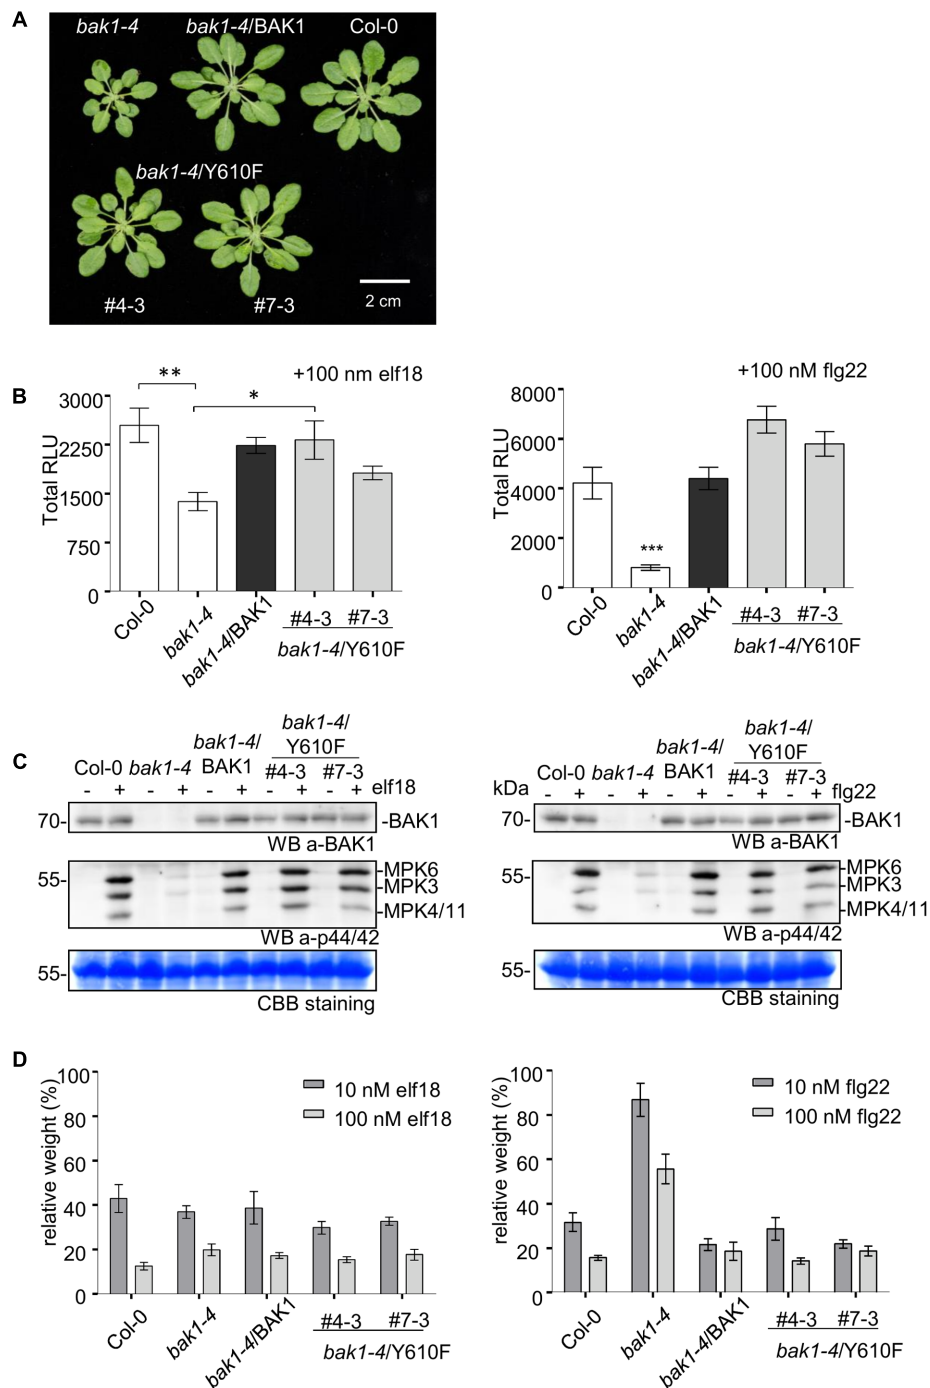 A
bak1-4 bak1-4/BAK1 Col-0
bak1-4/Y610F
#4-3 #7-3 2 cm
B
** +100 nm elf18
*
Total RLU
3000
2250
1500
750
0
Col-0 bak1-4 bak1-4/BAK1 #4-3 #7-3
bak1-4/Y610F
+100 nM flg22
Total RLU
8000
6000
4000
2000
0
***
Col-0 bak1-4 bak1-4/BAK1 #4-3 #7-3
bak1-4/Y610F
C
bak1-4/
bak1-4/ Y610F
Col-0 bak1-4 BAK1 #4-3 #7-3
- + - + - + - + - + elf18
70- -BAK1
WB a-BAK1
55- -MPK6
-MPK3
-MPK4/11
WB a-p44/42
55-
CBB staining
bak1-4/
bak1-4/ Y610F
Col-0 bak1-4 BAK1 #4-3 #7-3
kDa - + - + - + - + - + flg22
70- -BAK1
WB a-BAK1
55- -MPK6
-MPK3
-MPK4/11
WB a-p44/42
55-
CBB staining
D
relative weight (%)
100
80
60
40
20
0
10 nM elf18
100 nM elf18
Col-0 bak1-4 bak1-4/BAK1 #4-3 #7-3
bak1-4/Y610F
relative weight (%)
100
80
60
40
20
0
10 nM flg22
100 nM flg22
Col-0 bak1-4 bak1-4/BAK1 #4-3 #7-3
bak1-4/Y610F